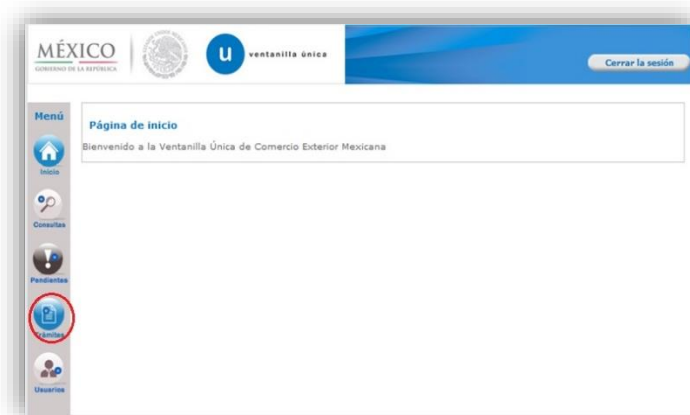 MÉXICO
GOBIERNO DE LA REPÚBLICA
u ventanilla única
Cerrar la sesión
Menú
Página de inicio
Bienvenido a la Ventanilla Única de Comercio Exterior Mexicana
Inicio
Consultas
Pendientes
Trámites
Usuarios